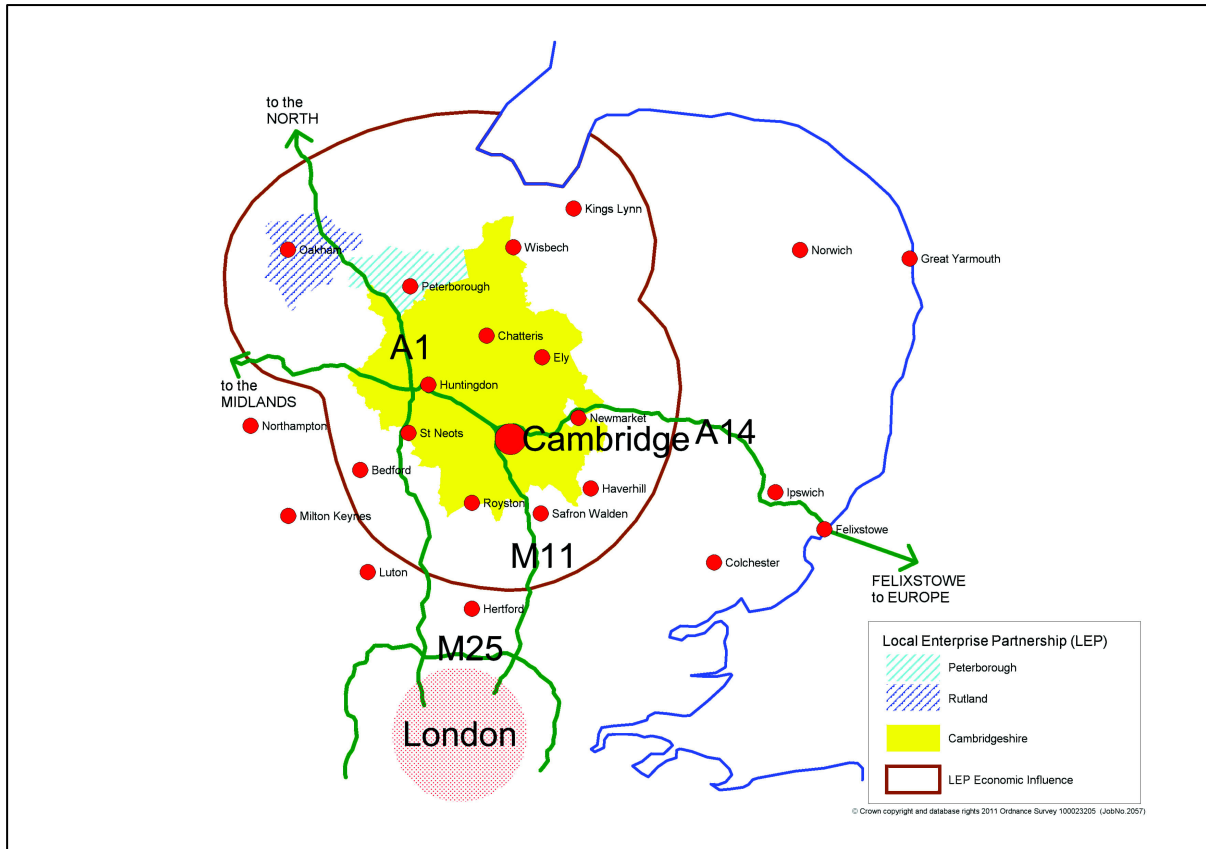 to the
NORTH
Kings Lynn
Oakham
Wisbech
Norwich
Great Yarmouth
Peterborough
Chatteris
A1
Ely
to the
MIDLANDS
Huntingdon
Newmarket
Northampton
St Neots
Cambridge
A14
Bedford
Haverhill
Ipswich
Royston
Safron Walden
Milton Keynes
Felixstowe
M11
Colchester
Luton
FELIXSTOWE
to EUROPE
Hertford
M25
London
Local Enterprise Partnership (LEP)
Peterborough
Rutland
Cambridgeshire
LEP Economic Influence
© Crown copyright and database rights 2011 Ordnance Survey 100023205 (JobNo.2057)